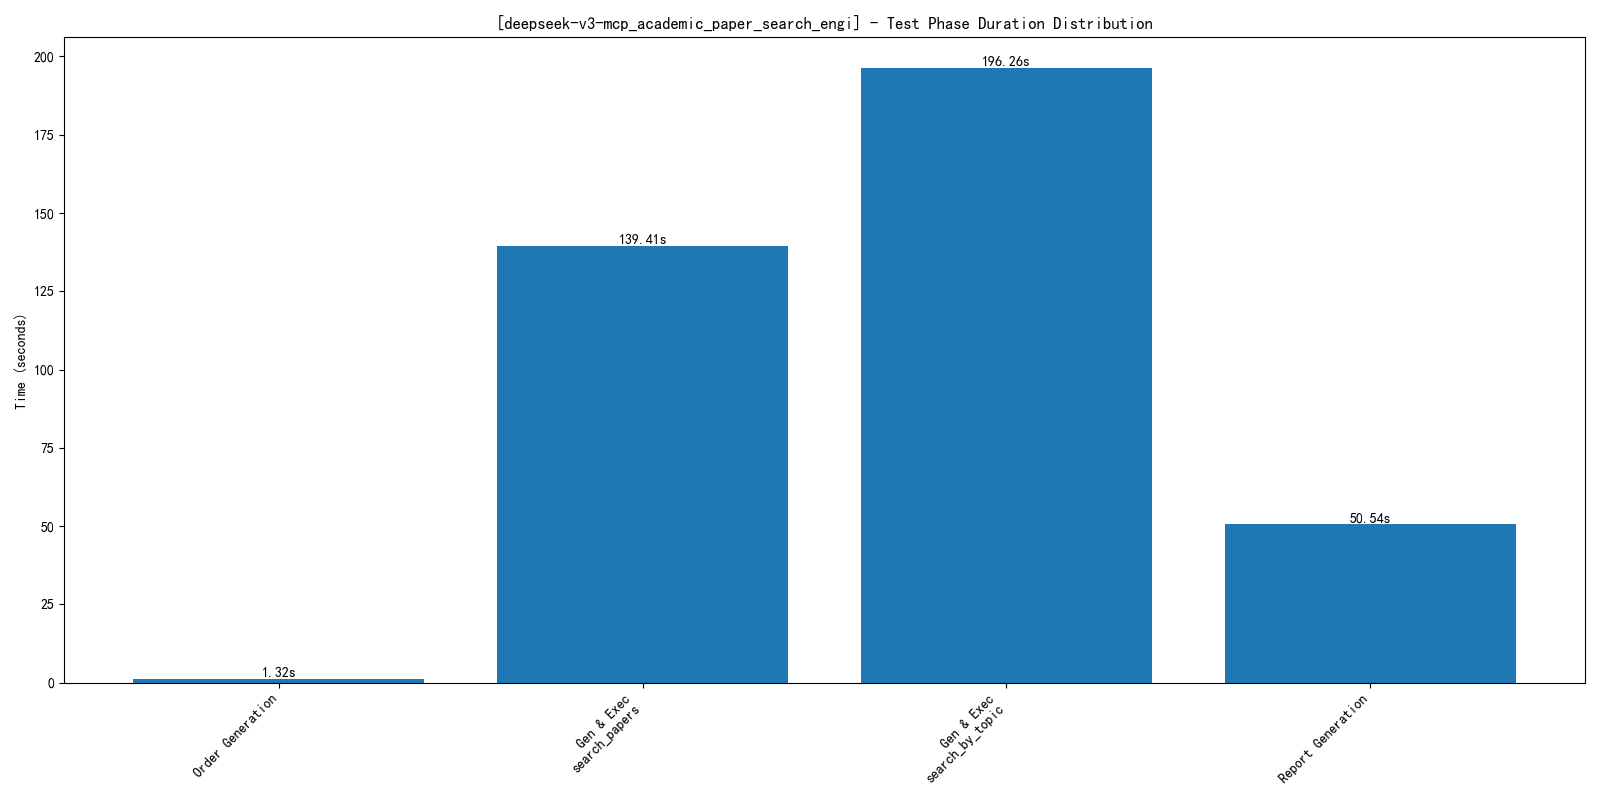 [deepseek-v3-mcp_academic_paper_search_engi] - Test Phase Duration Distribution
Time (seconds)
200
175
150
125
100
75
50
25
0
1.32s
139.41s
196.26s
50.54s
Order Generation
Gen & Exec
search_papers
Gen & Exec
search_by_topic
Report Generation